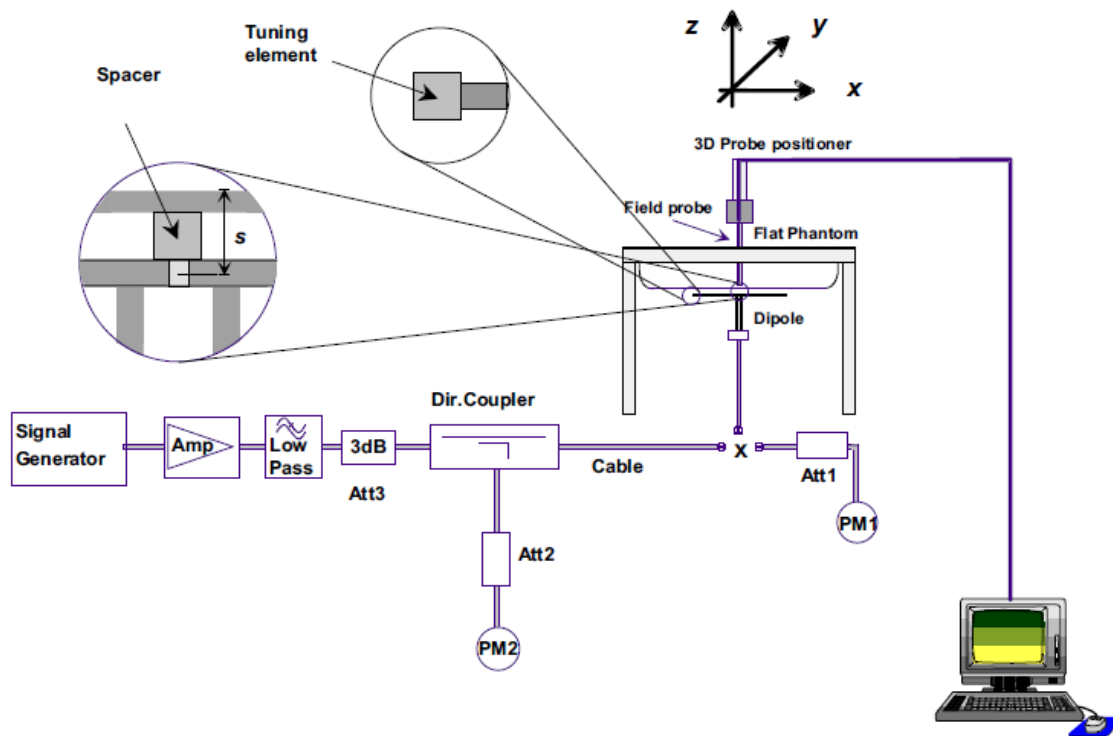 Tuning
element
Spacer
z
y
x
3D Probe positioner
Field probe
Flat Phantom
s
Dipole
Dir.Coupler
Signal
Generator
Amp
Low
Pass
3dB
Att3
Cable
X
Att1
PM1
Att2
PM2